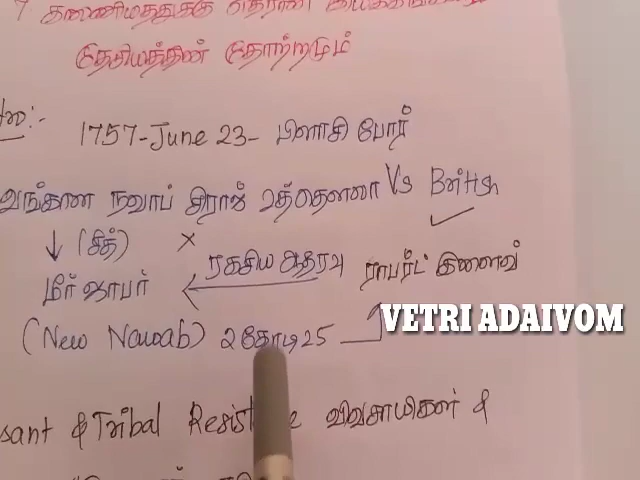 தேசியத்தின் தோற்றமும்
1757-June 23- பிளாசி போர்
வங்காள நவாப் சிராஜ் உத்தௌலா Vs British
↓ (சித்) × ரகசிய ஆதரவு ராபர்ட் கிளைவ்
மீர் ஜாபர்
(New Nawab) 2கோடி25
VETRI ADAIVOM
sant & Tribal விவசாயிகள் &